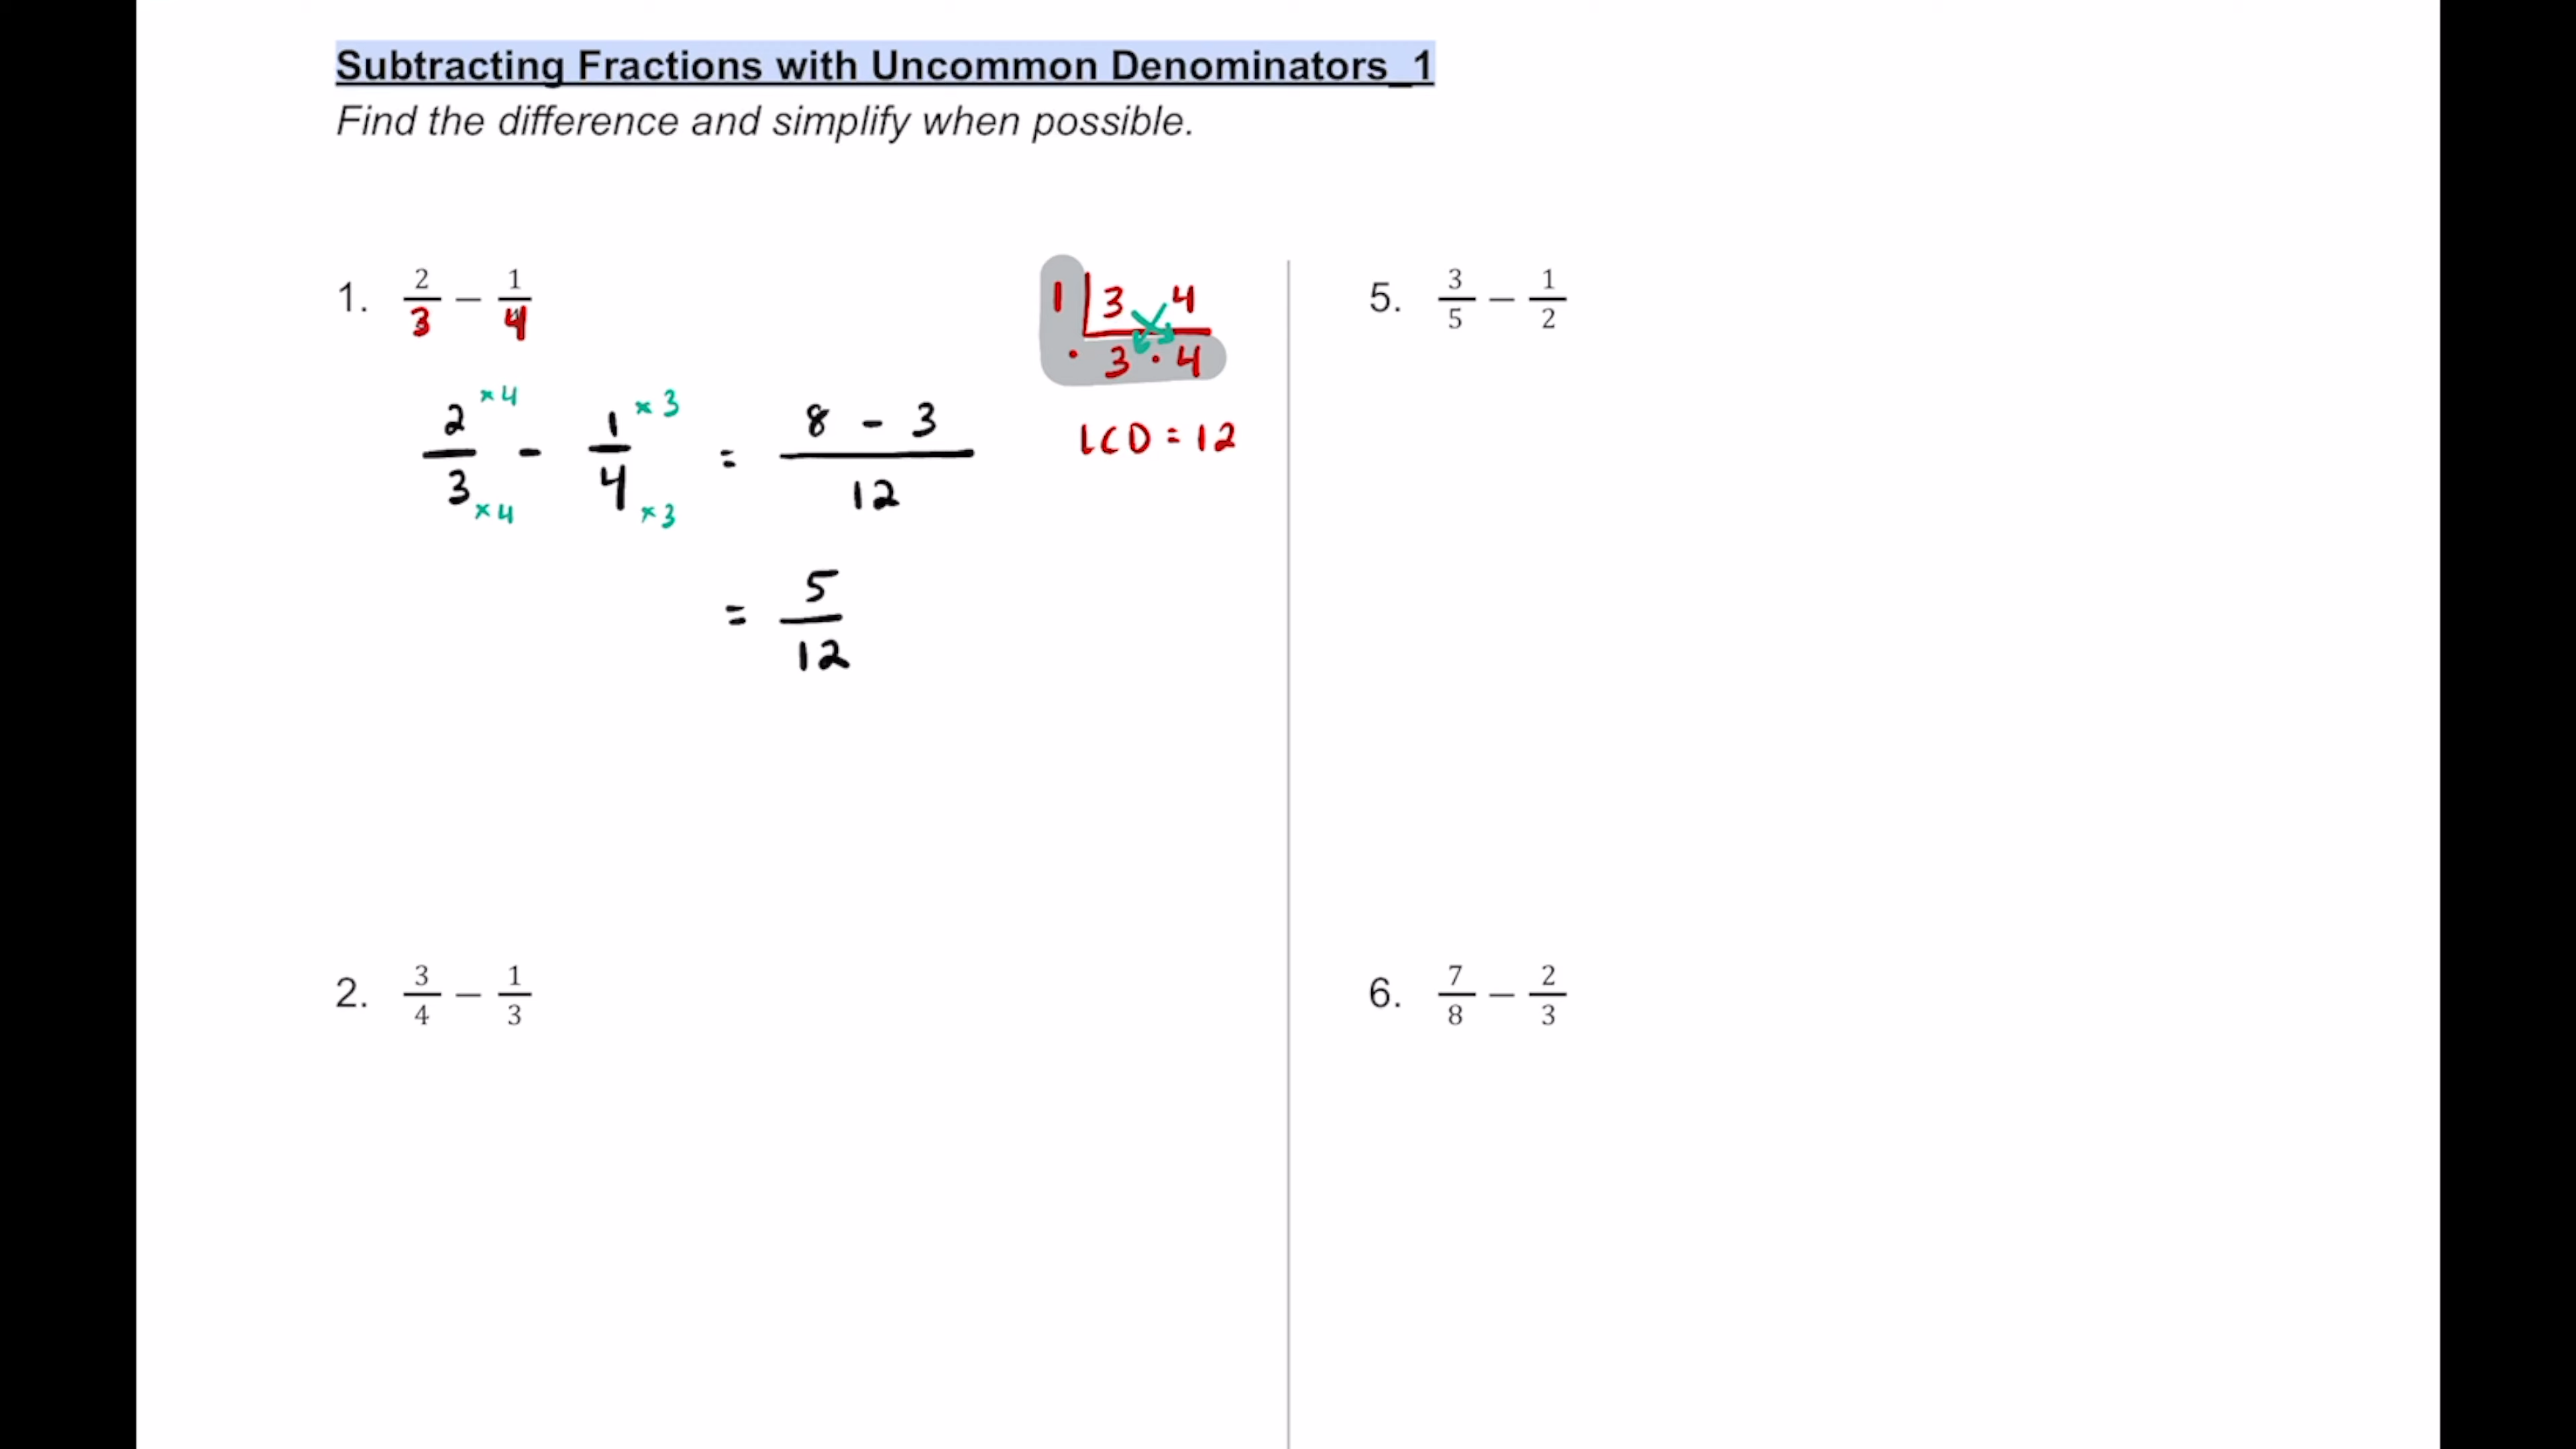 Subtracting Fractions with Uncommon Denominators_1
Find the difference and simplify when possible.
1. 2/3 − 1/4
1 | 3 4
· 3 · 4
LCD = 12
2 ×4 / 3 ×4 - 1 ×3 / 4 ×3 = 8 - 3 / 12
= 5/12
2. 3/4 − 1/3
5. 3/5 − 1/2
6. 7/8 − 2/3